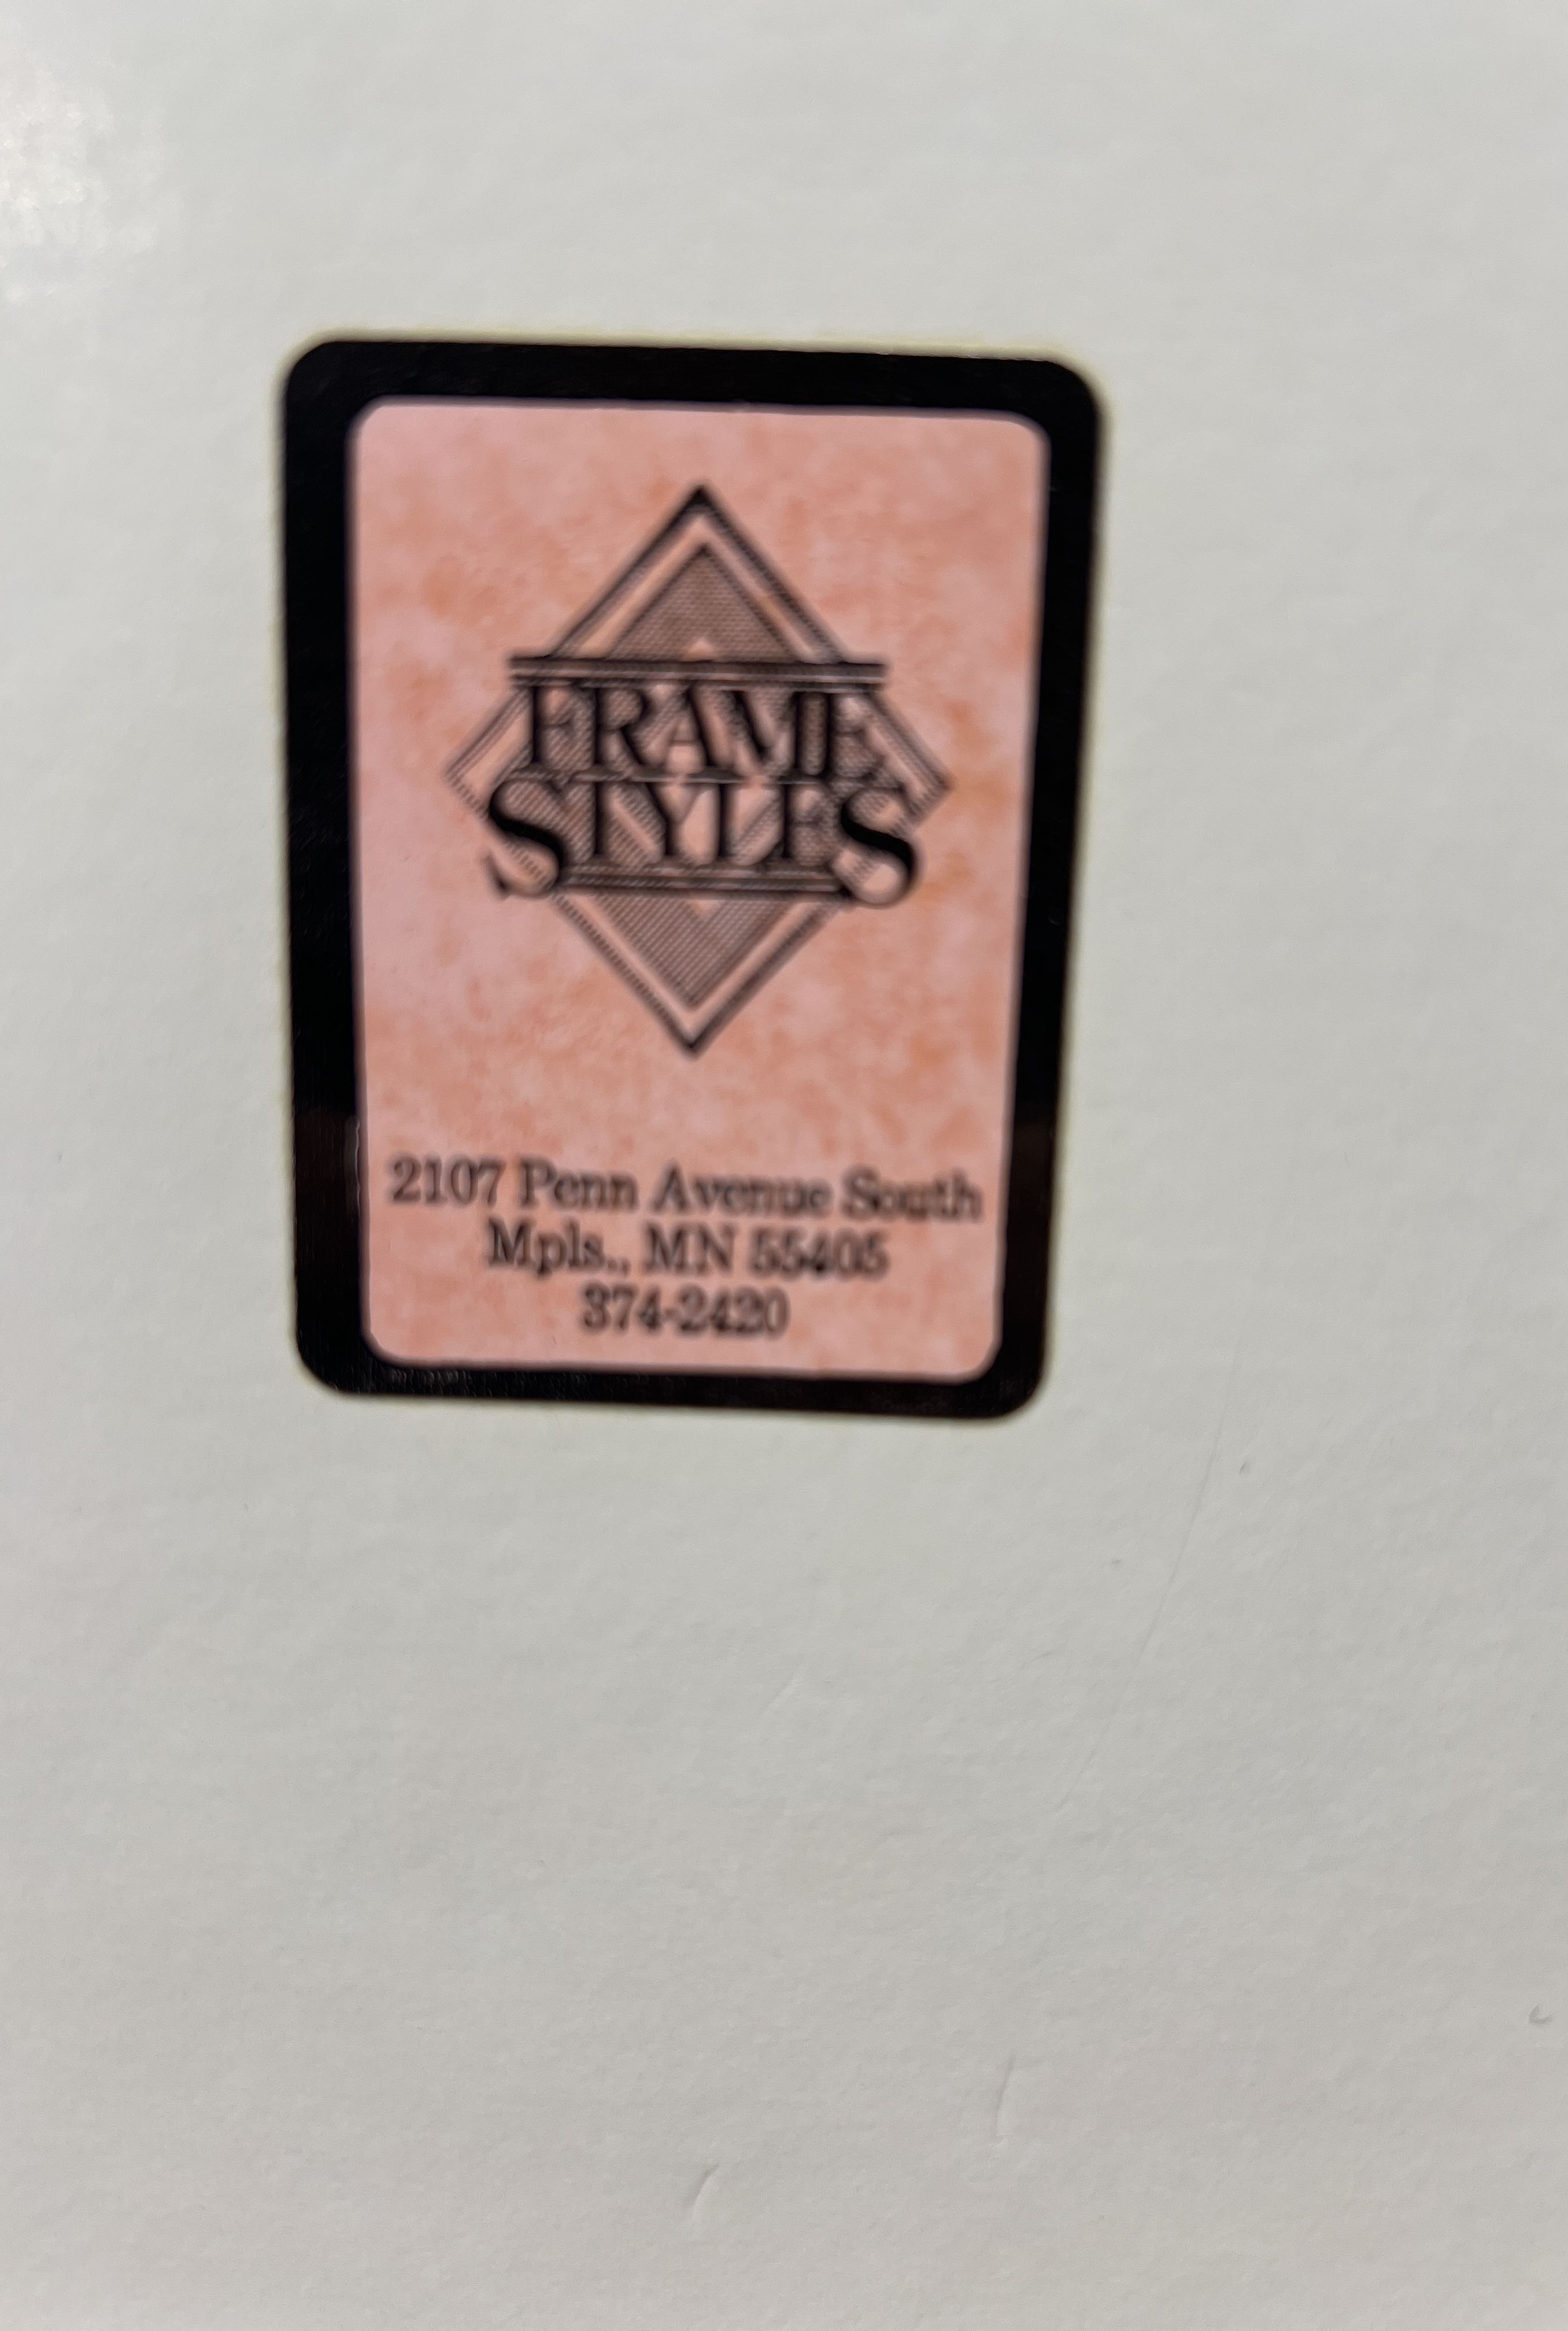 FRAME
STYLES
2107 Penn Avenue South
Mpls., MN 55405
374-2420